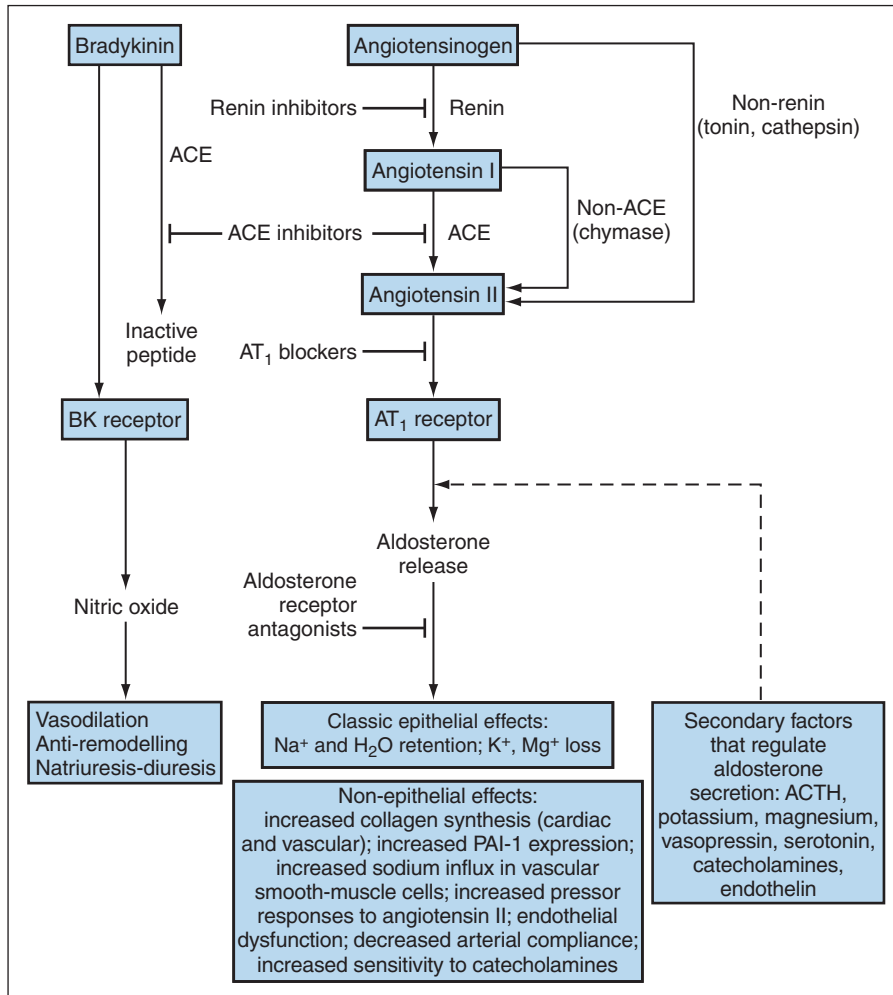 Bradykinin
Angiotensinogen
Renin inhibitors
Renin
Non-renin
(tonin, cathepsin)
ACE
Angiotensin I
Non-ACE
(chymase)
ACE inhibitors
ACE
Angiotensin II
Inactive
peptide
AT₁ blockers
BK receptor
AT₁ receptor
Aldosterone
release
Aldosterone
receptor
antagonists
Nitric oxide
Vasodilation
Anti-remodelling
Natriuresis-diuresis
Classic epithelial effects:
Na⁺ and H₂O retention; K⁺, Mg⁺ loss
Secondary factors
that regulate
aldosterone
secretion: ACTH,
potassium, magnesium,
vasopressin, serotonin,
catecholamines,
endothelin
Non-epithelial effects:
increased collagen synthesis (cardiac
and vascular); increased PAI-1 expression;
increased sodium influx in vascular
smooth-muscle cells; increased pressor
responses to angiotensin II; endothelial
dysfunction; decreased arterial compliance;
increased sensitivity to catecholamines